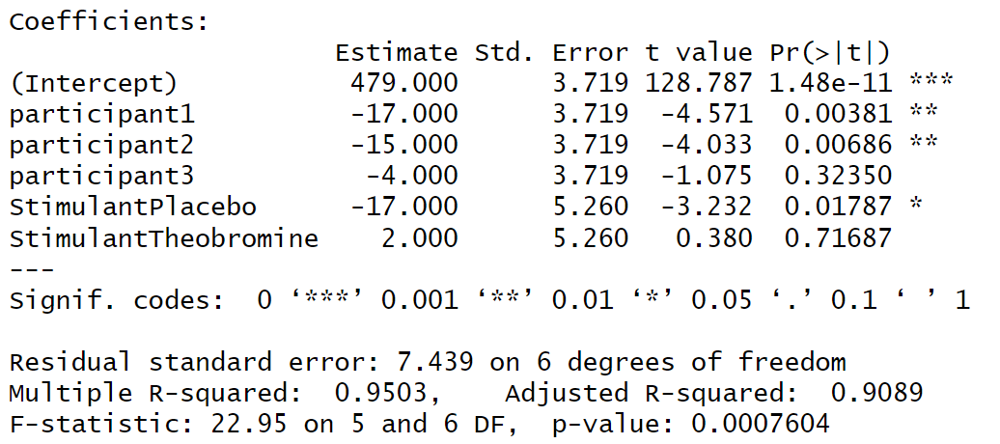 Coefficients:
                    Estimate Std. Error t value Pr(>|t|)
(Intercept)          479.000      3.719 128.787 1.48e-11 ***
participant1         -17.000      3.719  -4.571  0.00381 **
participant2         -15.000      3.719  -4.033  0.00686 **
participant3          -4.000      3.719  -1.075  0.32350
StimulantPlacebo     -17.000      5.260  -3.232  0.01787 *
StimulantTheobromine   2.000      5.260   0.380  0.71687
---
Signif. codes:  0 ‘***’ 0.001 ‘**’ 0.01 ‘*’ 0.05 ‘.’ 0.1 ‘ ’ 1
Residual standard error: 7.439 on 6 degrees of freedom
Multiple R-squared:  0.9503,    Adjusted R-squared:  0.9089
F-statistic: 22.95 on 5 and 6 DF,  p-value: 0.0007604